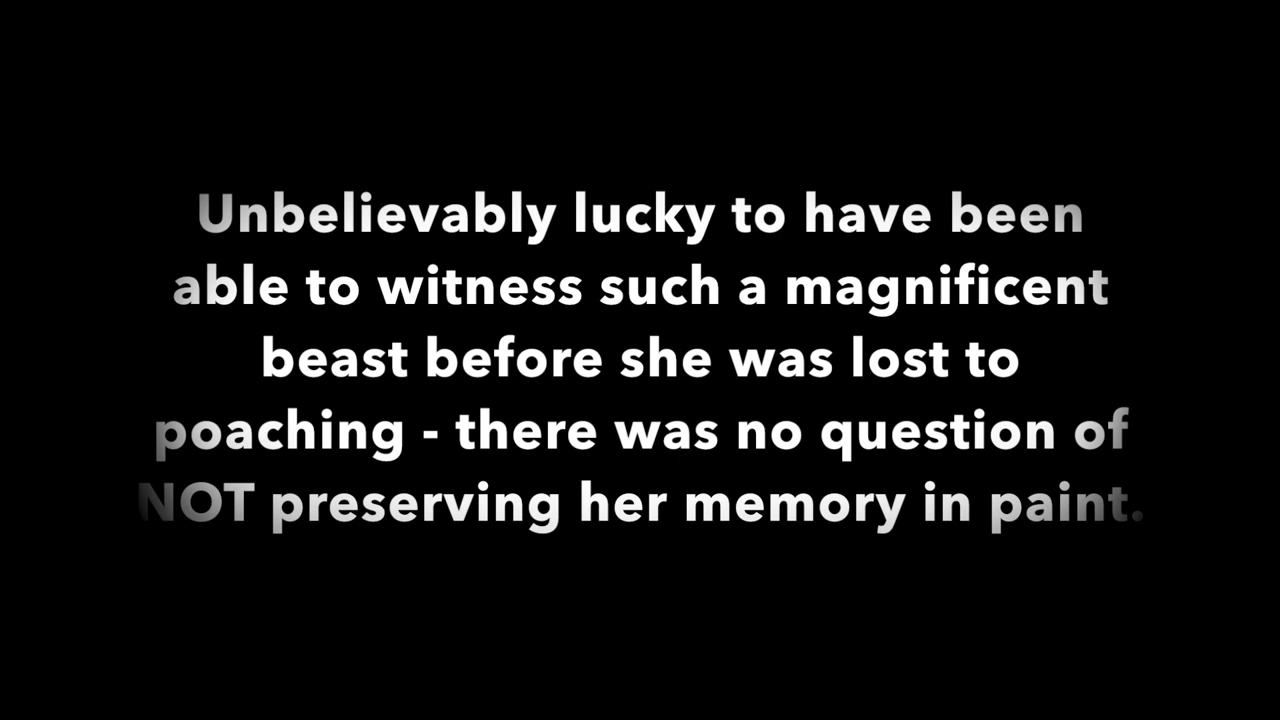 Unbelievably lucky to have been
able to witness such a magnificent
beast before she was lost to
poaching - there was no question of
NOT preserving her memory in paint.